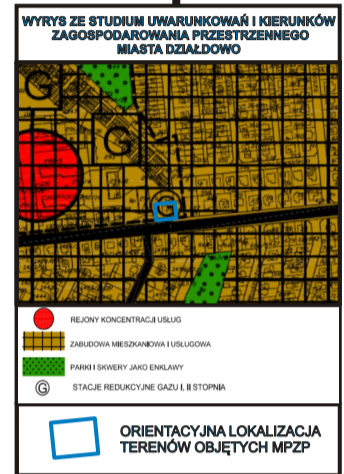 WYRYS ZE STUDIUM UWARUNKOWAŃ I KIERUNKÓW
ZAGOSPODAROWANIA PRZESTRZENNEGO
MIASTA DZIAŁDOWO
G
G
G
REJONY KONCENTRACJI USŁUG
ZABUDOWA MIESZKANIOWA I USŁUGOWA
PARKI I SKWERY JAKO ENKLAWY
G STACJE REDUKCYJNE GAZU I, II STOPNIA
ORIENTACYJNA LOKALIZACJA
TERENÓW OBJĘTYCH MPZP